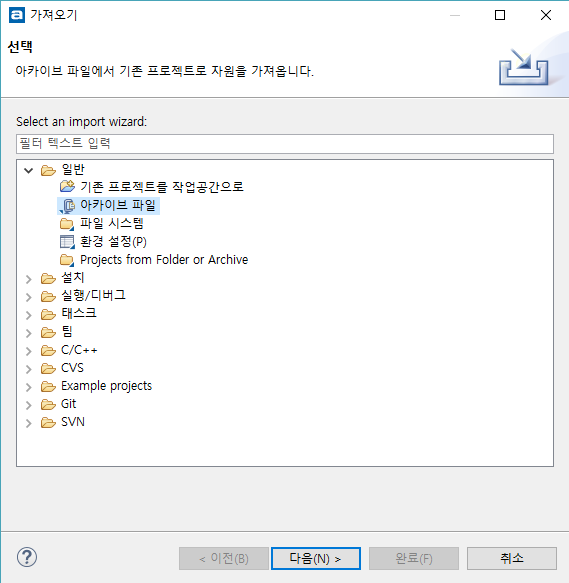 a 가져오기
선택
아카이브 파일에서 기존 프로젝트로 자원을 가져옵니다.
Select an import wizard:
필터 텍스트 입력
일반
기존 프로젝트를 작업공간으로
아카이브 파일
파일 시스템
환경 설정(P)
Projects from Folder or Archive
설치
실행/디버그
태스크
팀
C/C++
CVS
Example projects
Git
SVN
? < 이전(B) 다음(N) > 완료(F) 취소